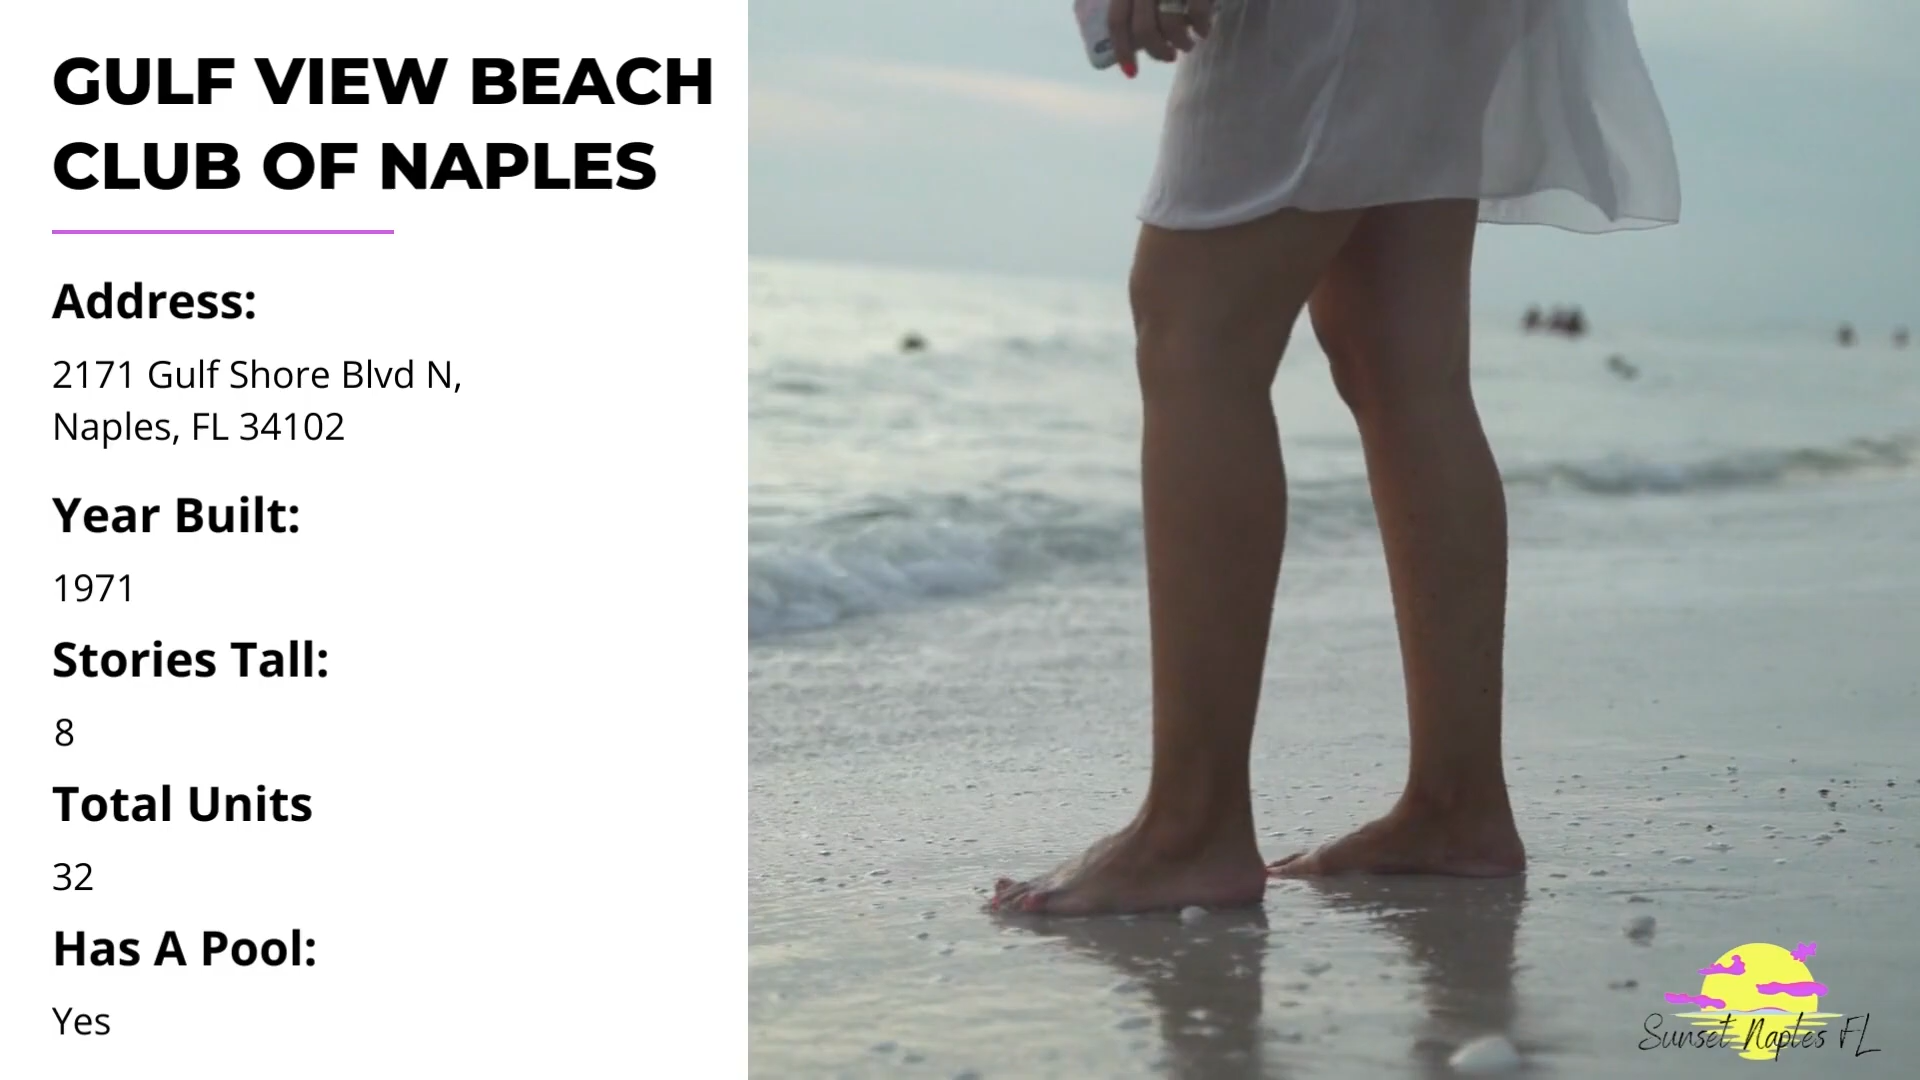 GULF VIEW BEACH
CLUB OF NAPLES
Address:
2171 Gulf Shore Blvd N,
Naples, FL 34102
Year Built:
1971
Stories Tall:
8
Total Units
32
Has A Pool:
Yes
Sunset Naples FL